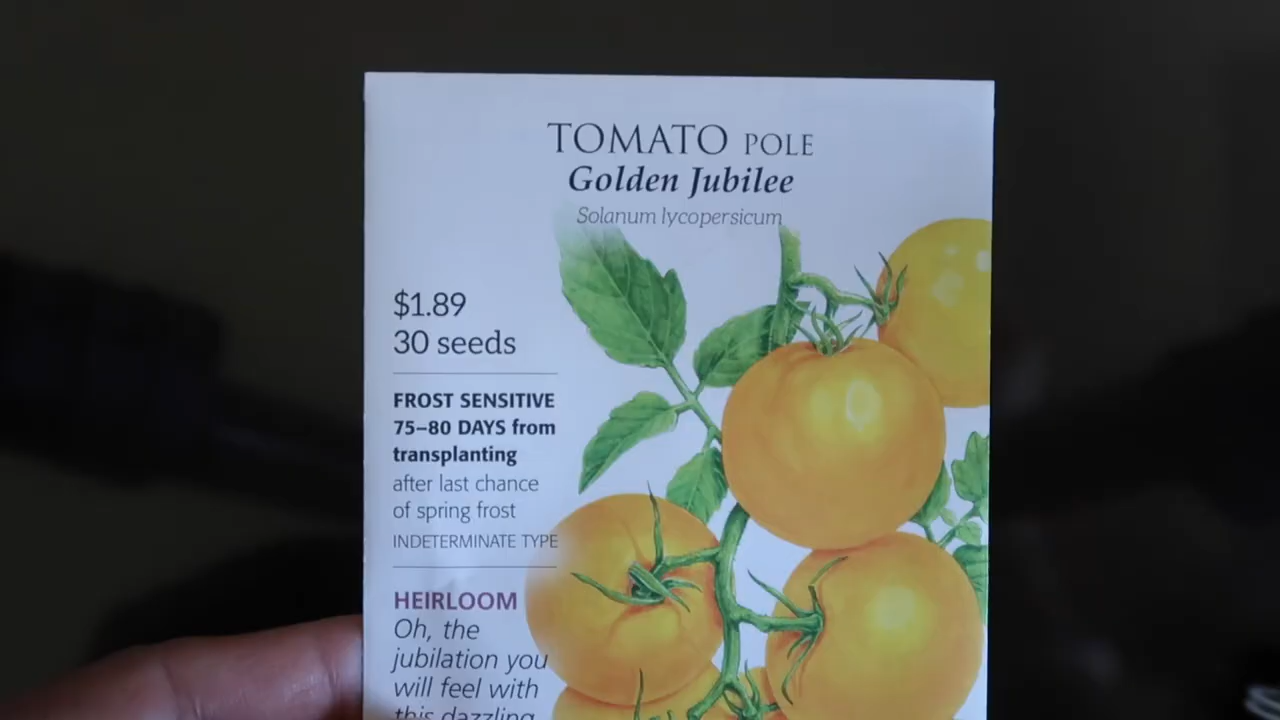 TOMATO POLE
Golden Jubilee
Solanum lycopersicum
$1.89
30 seeds
FROST SENSITIVE
75–80 DAYS from
transplanting
after last chance
of spring frost
INDETERMINATE TYPE
HEIRLOOM
Oh, the
jubilation you
will feel with
this dazzling